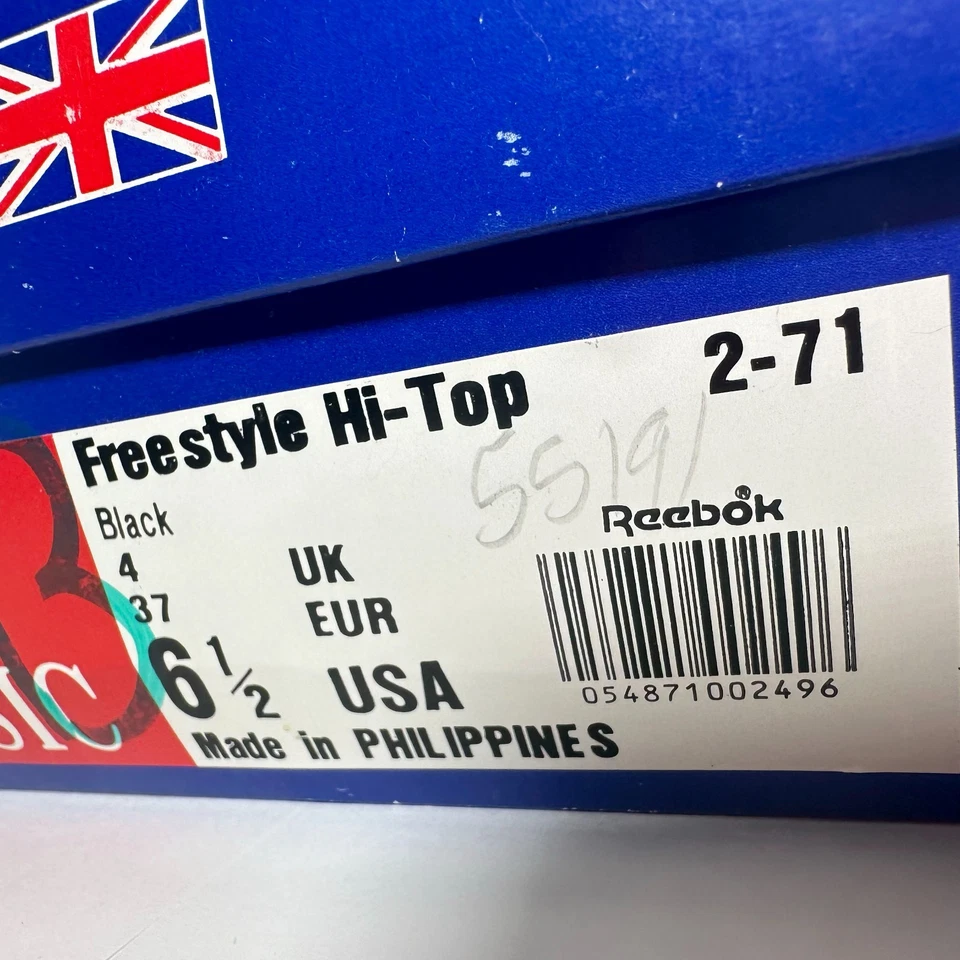 Freestyle Hi-Top
2-71
5519/
Black
Reebok
4 UK
37 EUR
6 1/2 USA
054871002496
Made in PHILIPPINES